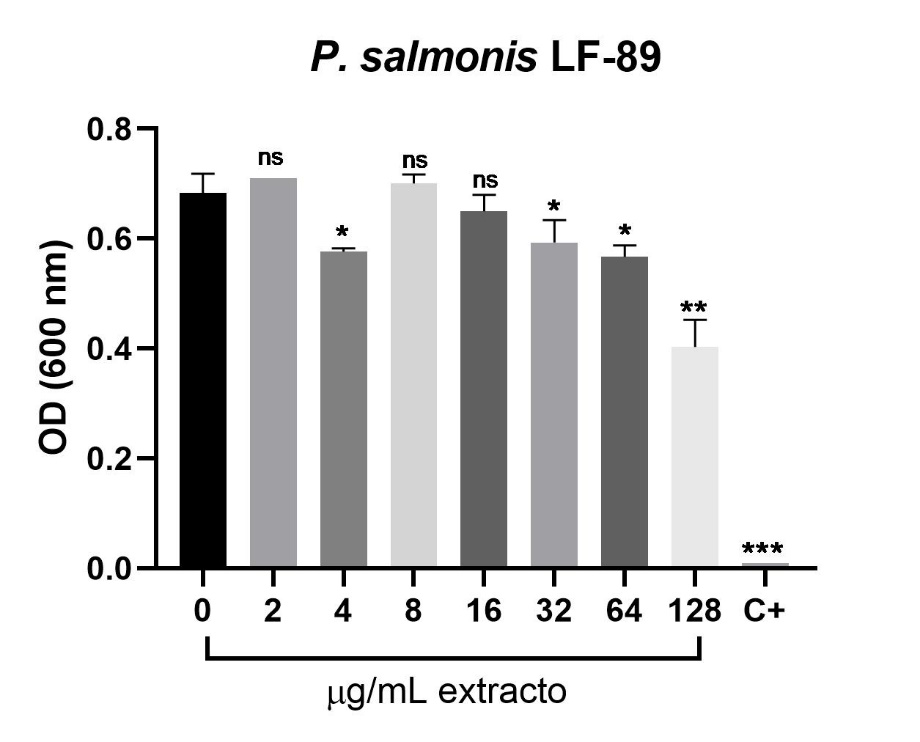 P. salmonis LF-89
OD (600 nm)
0.8
0.6
0.4
0.2
0.0
ns
*
ns
ns
*
*
**
***
0 2 4 8 16 32 64 128 C+
μg/mL extracto